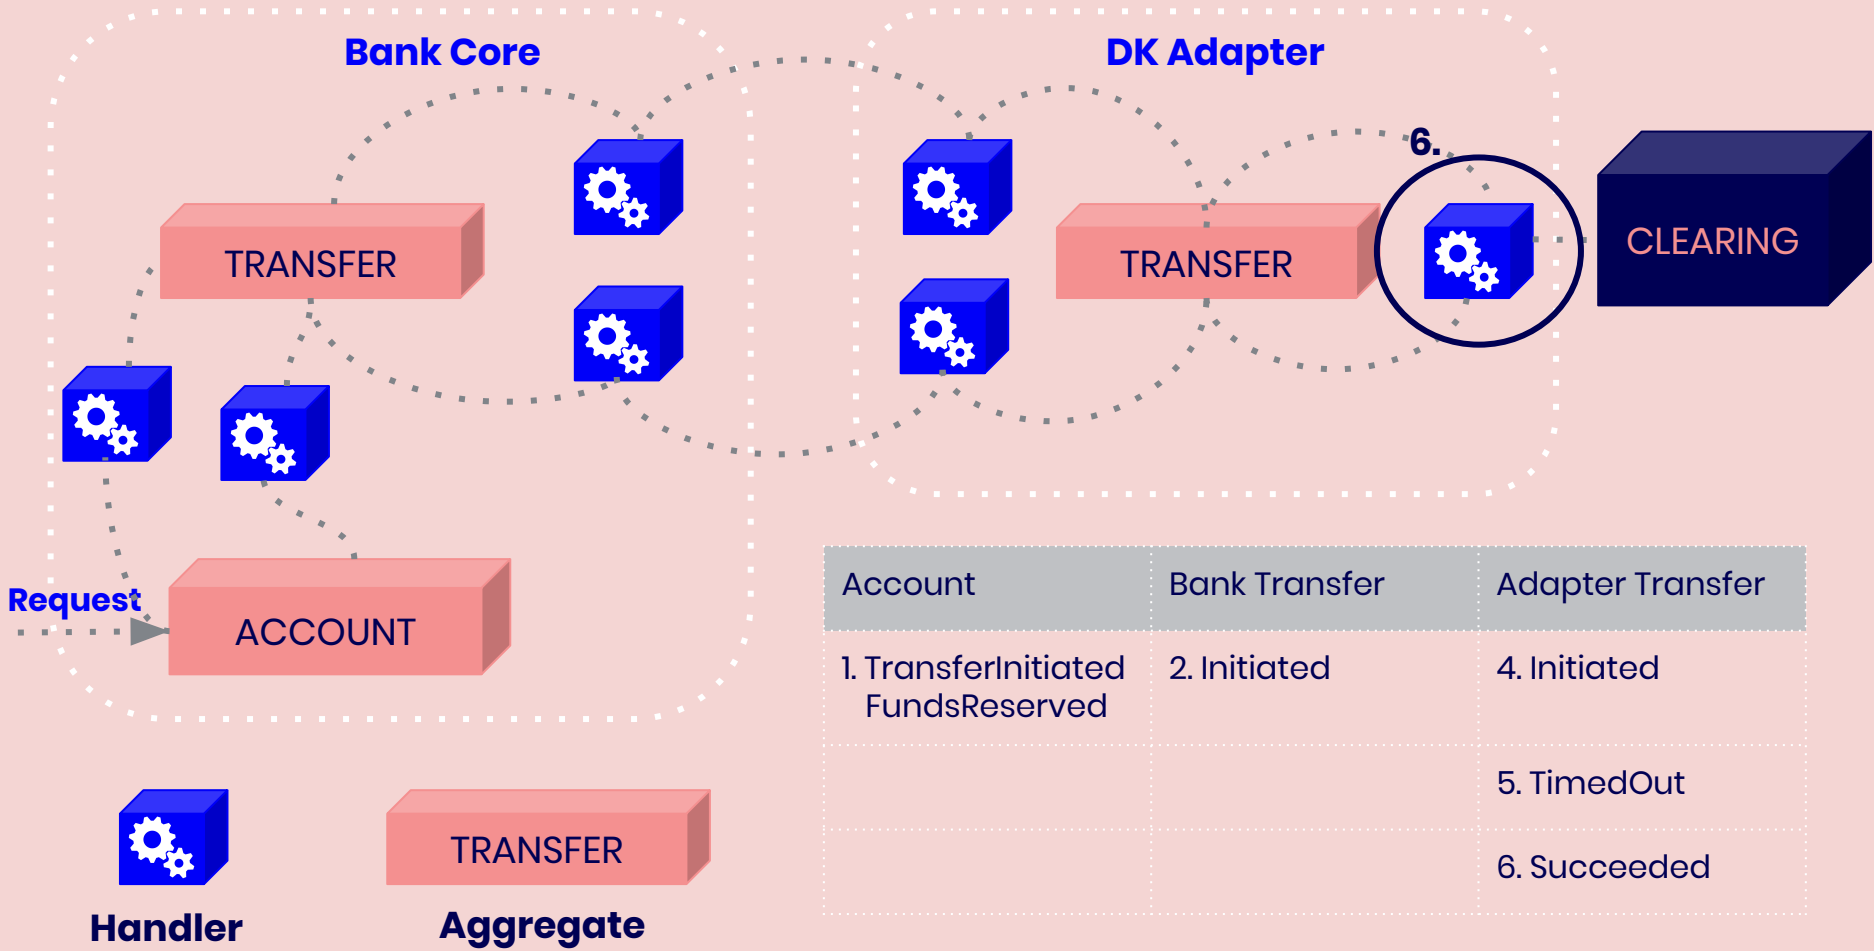 Bank Core
DK Adapter
6.
TRANSFER
TRANSFER
CLEARING
Request
ACCOUNT
Account Bank Transfer Adapter Transfer
1. TransferInitiated 2. Initiated 4. Initiated
FundsReserved
5. TimedOut
6. Succeeded
TRANSFER
Handler
Aggregate